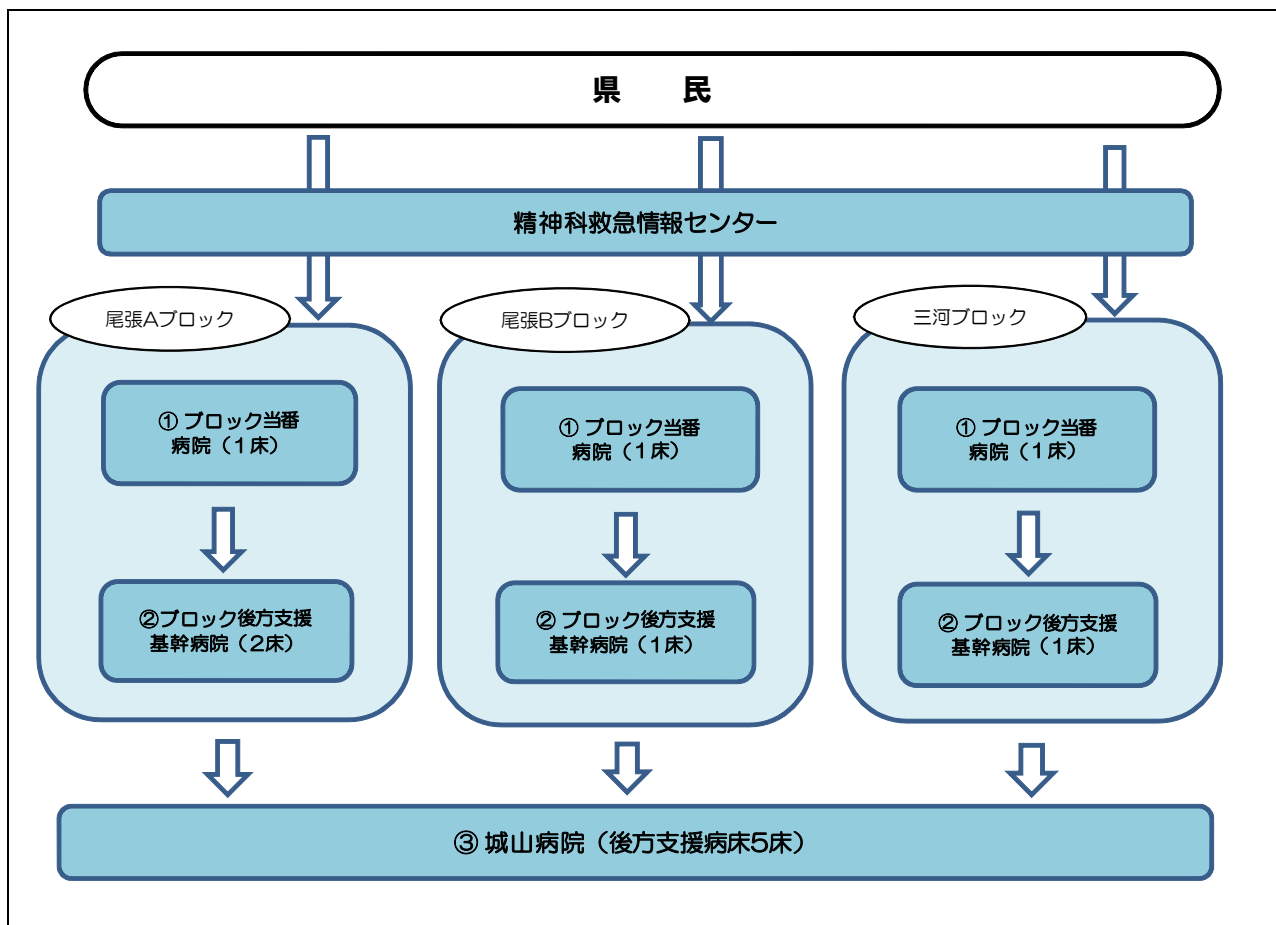 県　　民
精神科救急情報センター
尾張Aブロック
① ブロック当番
病院（１床）
②ブロック後方支援
基幹病院（２床）
尾張Bブロック
① ブロック当番
病院（１床）
② ブロック後方支援
基幹病院（１床）
三河ブロック
① ブロック当番
病院（１床）
② ブロック後方支援
基幹病院（１床）
③ 城山病院（後方支援病床5床）